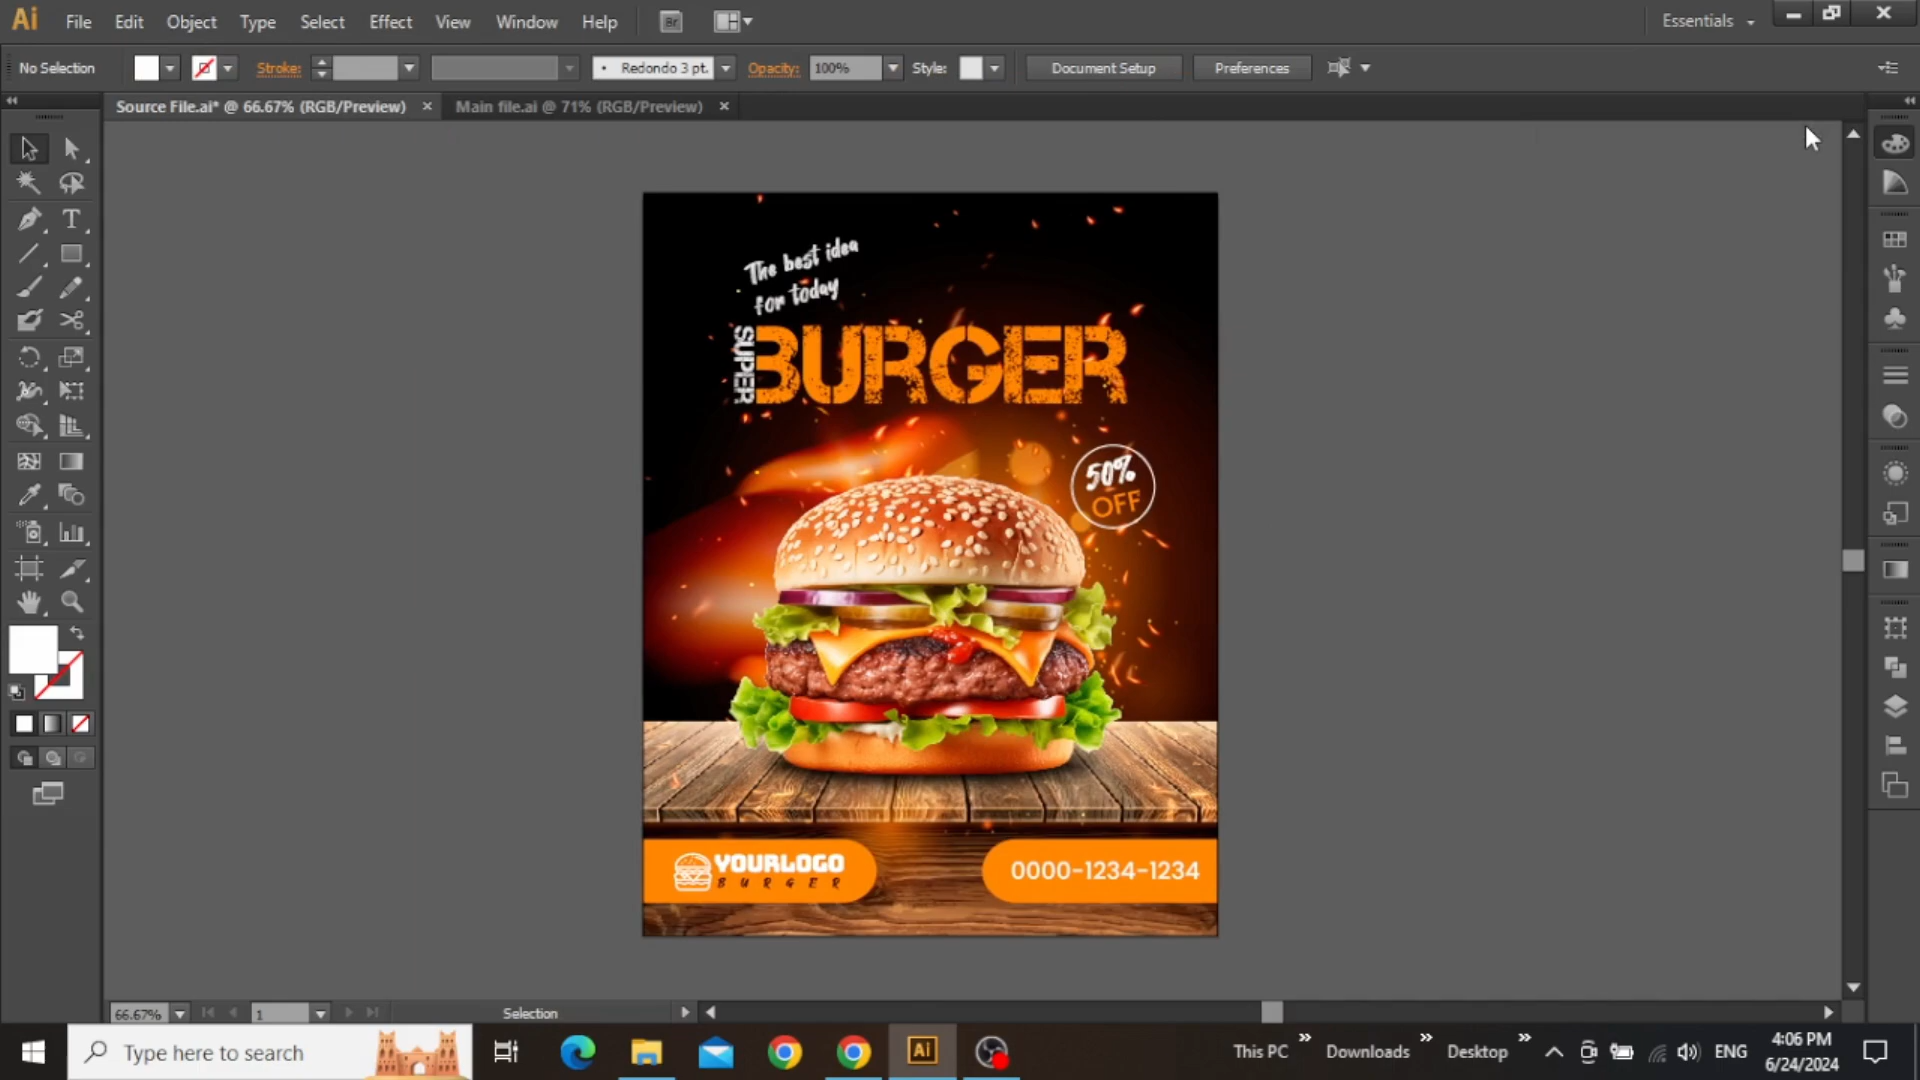 Ai File Edit Object Type Select Effect View Window Help Br Essentials
No Selection Stroke: Redondo 3 pt. Opacity: 100% Style: Document Setup Preferences
Source File.ai* @ 66.67% (RGB/Preview) × Main file.ai @ 71% (RGB/Preview) ×
T
The best idea
for today
SUPER
BURGER
50%
OFF
YOURLOGO
BURGER
0000-1234-1234
66.67% 1 Selection
Type here to search Ai This PC Downloads Desktop ENG
4:06 PM
6/24/2024